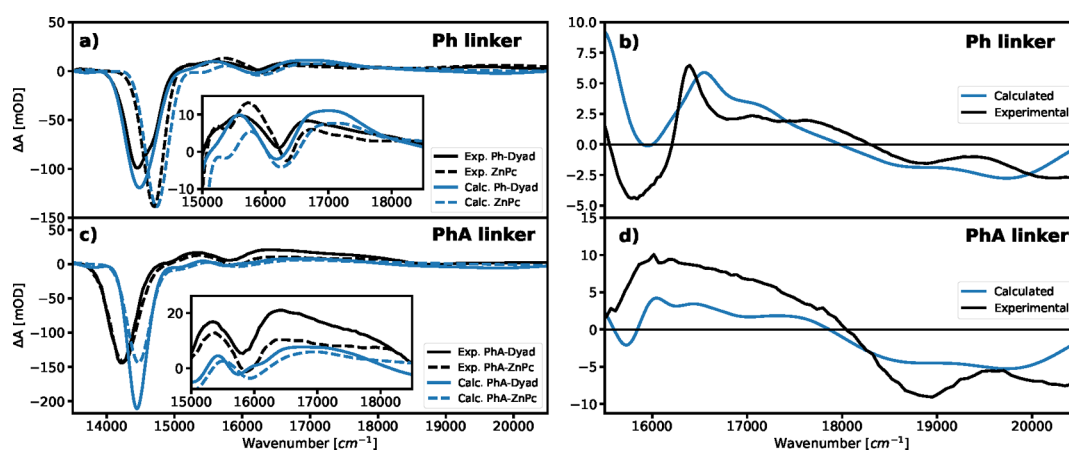 50
0
−50
−100
−150
ΔA [mOD]
a)
Ph linker
10
0
−10
15000 16000 17000 18000
Exp. Ph-Dyad
Exp. ZnPc
Calc. Ph-Dyad
Calc. ZnPc
10.0
7.5
5.0
2.5
0.0
−2.5
−5.0
ΔA [mOD]
b)
Ph linker
Calculated
Experimental
50
0
−50
−100
−150
−200
ΔA [mOD]
c)
PhA linker
20
0
15000 16000 17000 18000
Exp. PhA-Dyad
Exp. PhA-ZnPc
Calc. PhA-Dyad
Calc. PhA-ZnPc
14000 15000 16000 17000 18000 19000 20000
Wavenumber [cm⁻¹]
15
10
5
0
−5
−10
ΔA [mOD]
d)
PhA linker
Calculated
Experimental
16000 17000 18000 19000 20000
Wavenumber [cm⁻¹]